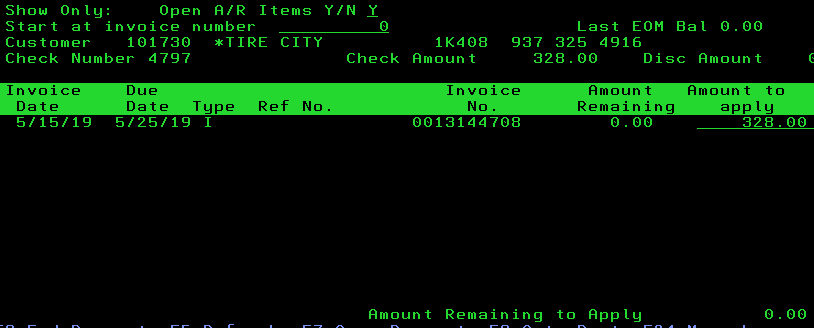 Show Only: Open A/R Items Y/N Y
Start at invoice number 0 Last EOM Bal 0.00
Customer 101730 *TIRE CITY 1K408 937 325 4916
Check Number 4797 Check Amount 328.00 Disc Amount
Invoice Due Invoice Amount Amount to
Date Date Type Ref No. No. Remaining apply
5/15/19 5/25/19 I 0013144708 0.00 328.00
Amount Remaining to Apply 0.00